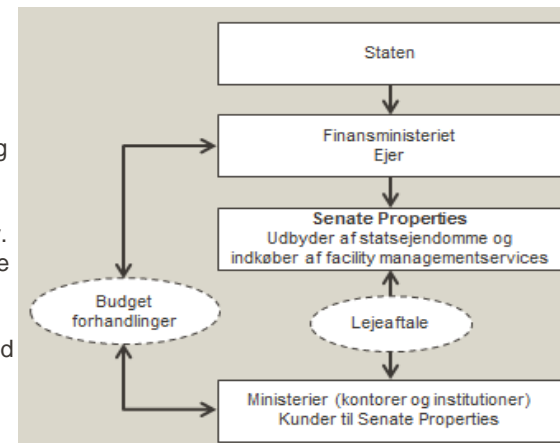 Staten
Finansministeriet
Ejer
Senate Properties
Udbyder af statsejendomme og
indkøber af facility managementservices
Budget
forhandlinger
Lejeaftale
Ministerier (kontorer og institutioner)
Kunder til Senate Properties